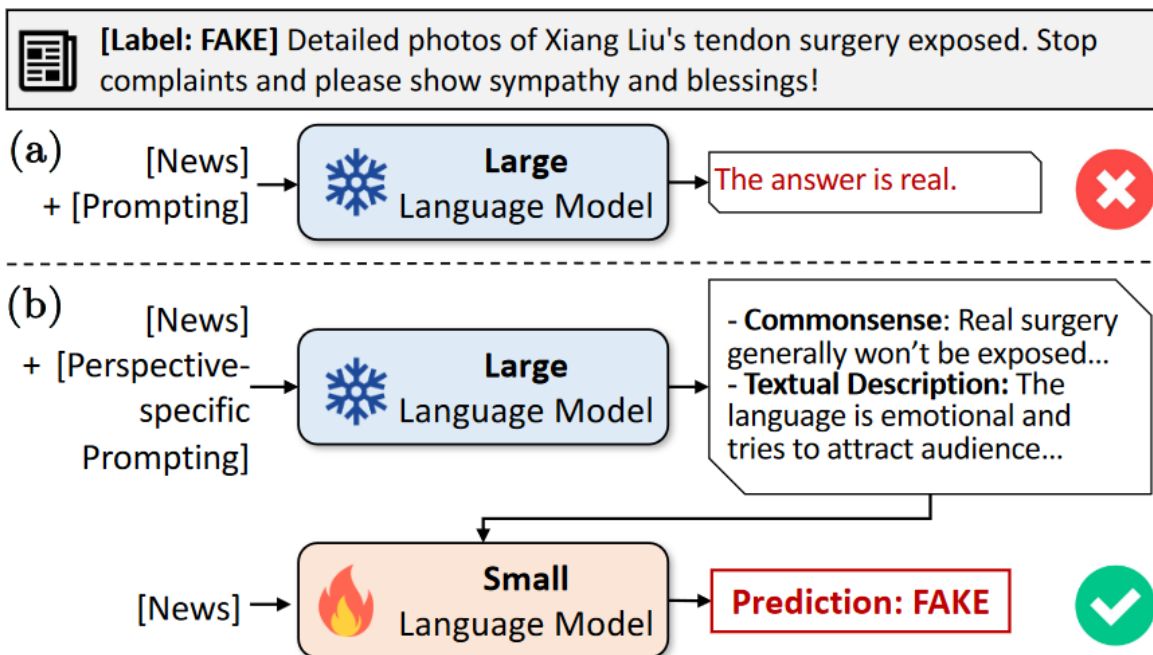 [Label: FAKE] Detailed photos of Xiang Liu's tendon surgery exposed. Stop
complaints and please show sympathy and blessings!
(a)
[News]
+ [Prompting]
Large
Language Model
The answer is real.
(b)
[News]
+ [Perspective-
specific
Prompting]
Large
Language Model
- Commonsense: Real surgery
generally won't be exposed...
- Textual Description: The
language is emotional and
tries to attract audience...
[News]
Small
Language Model
Prediction: FAKE